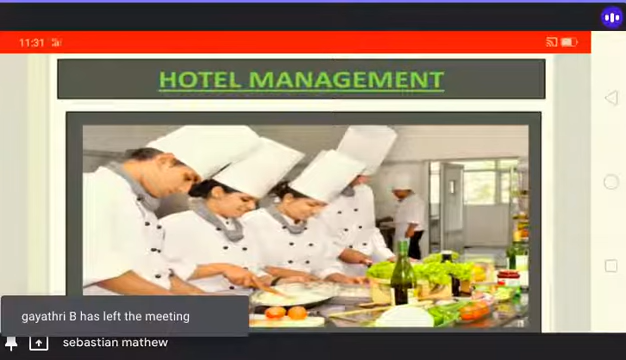 11:31
HOTEL MANAGEMENT
gayathri B has left the meeting
sebastian mathew